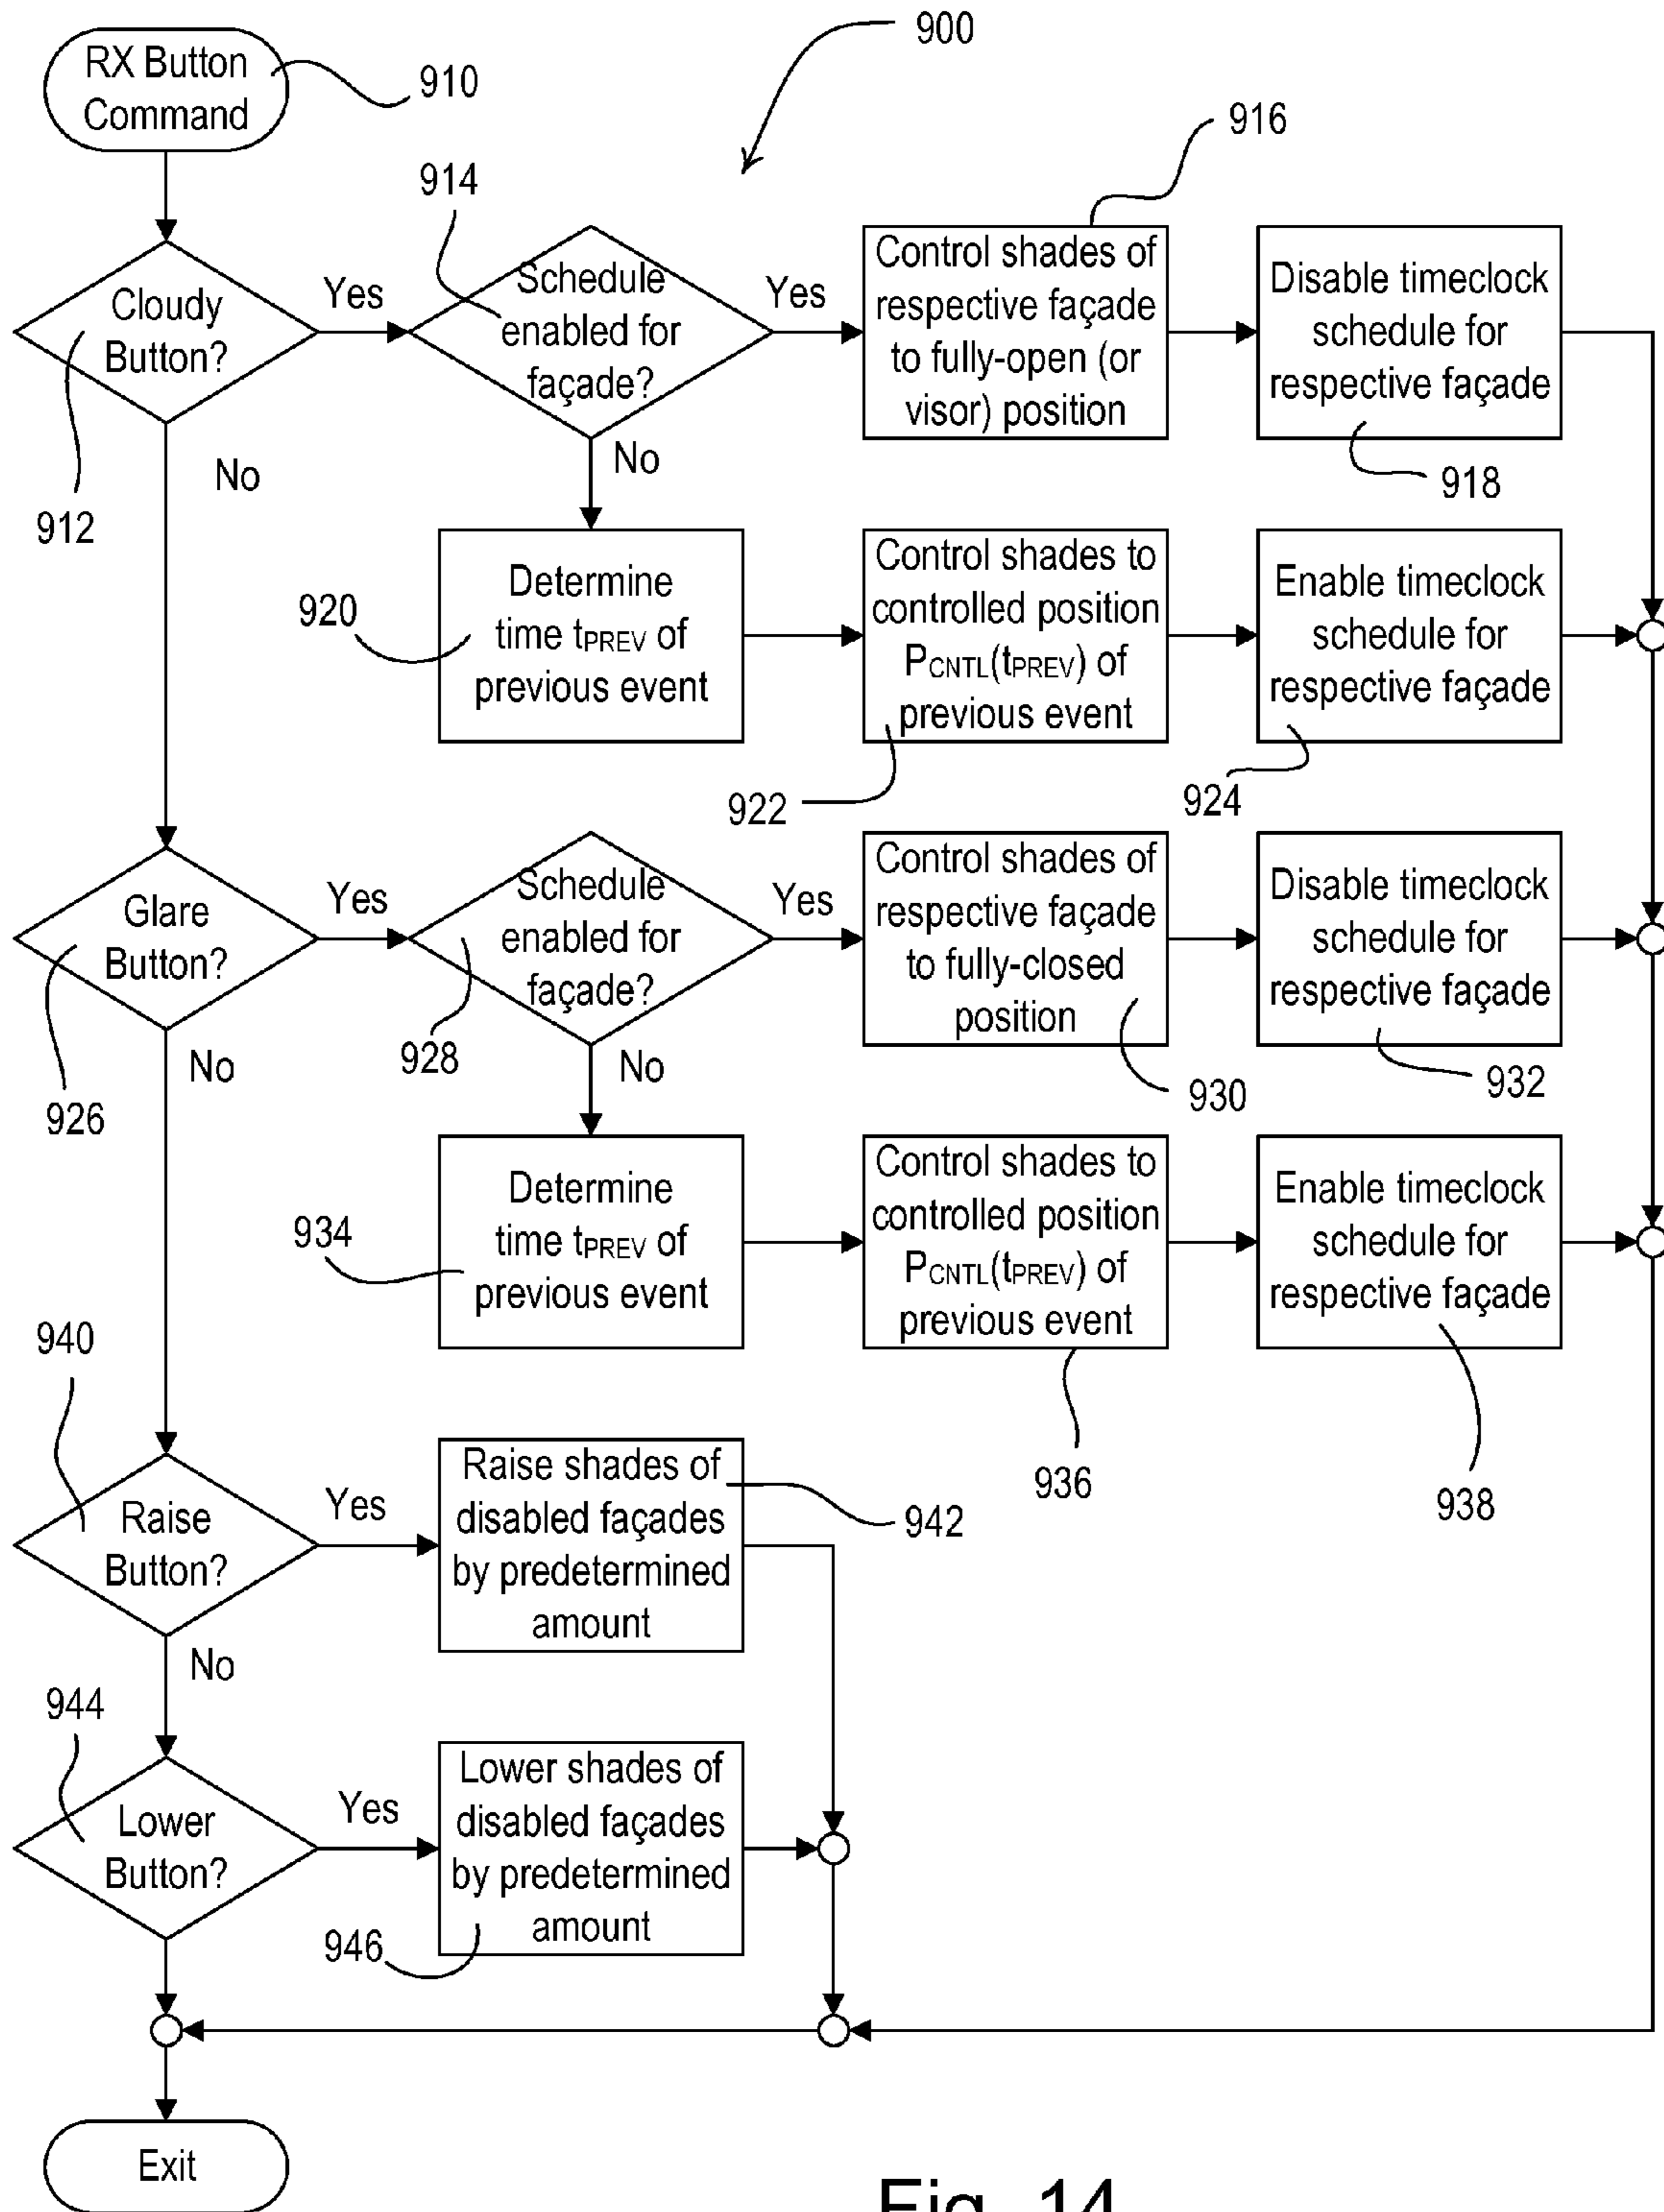 900
RX Button
Command
910
916
914
Cloudy
Button?
Yes
Schedule
enabled for
façade?
Yes
Control shades of
respective façade
to fully-open (or
visor) position
Disable timeclock
schedule for
respective façade
No
No
912
918
920
Determine
time tPREV of
previous event
Control shades to
controlled position
PCNTL(tPREV) of
previous event
Enable timeclock
schedule for
respective façade
922
924
Glare
Button?
Yes
Schedule
enabled for
façade?
Yes
Control shades of
respective façade
to fully-closed
position
Disable timeclock
schedule for
respective façade
No
928
No
926
930
932
934
Determine
time tPREV of
previous event
Control shades to
controlled position
PCNTL(tPREV) of
previous event
Enable timeclock
schedule for
respective façade
940
936
938
Raise
Button?
Yes
Raise shades of
disabled façades
by predetermined
amount
942
No
944
Lower
Button?
Yes
Lower shades of
disabled façades
by predetermined
amount
946
Exit
Fig. 14